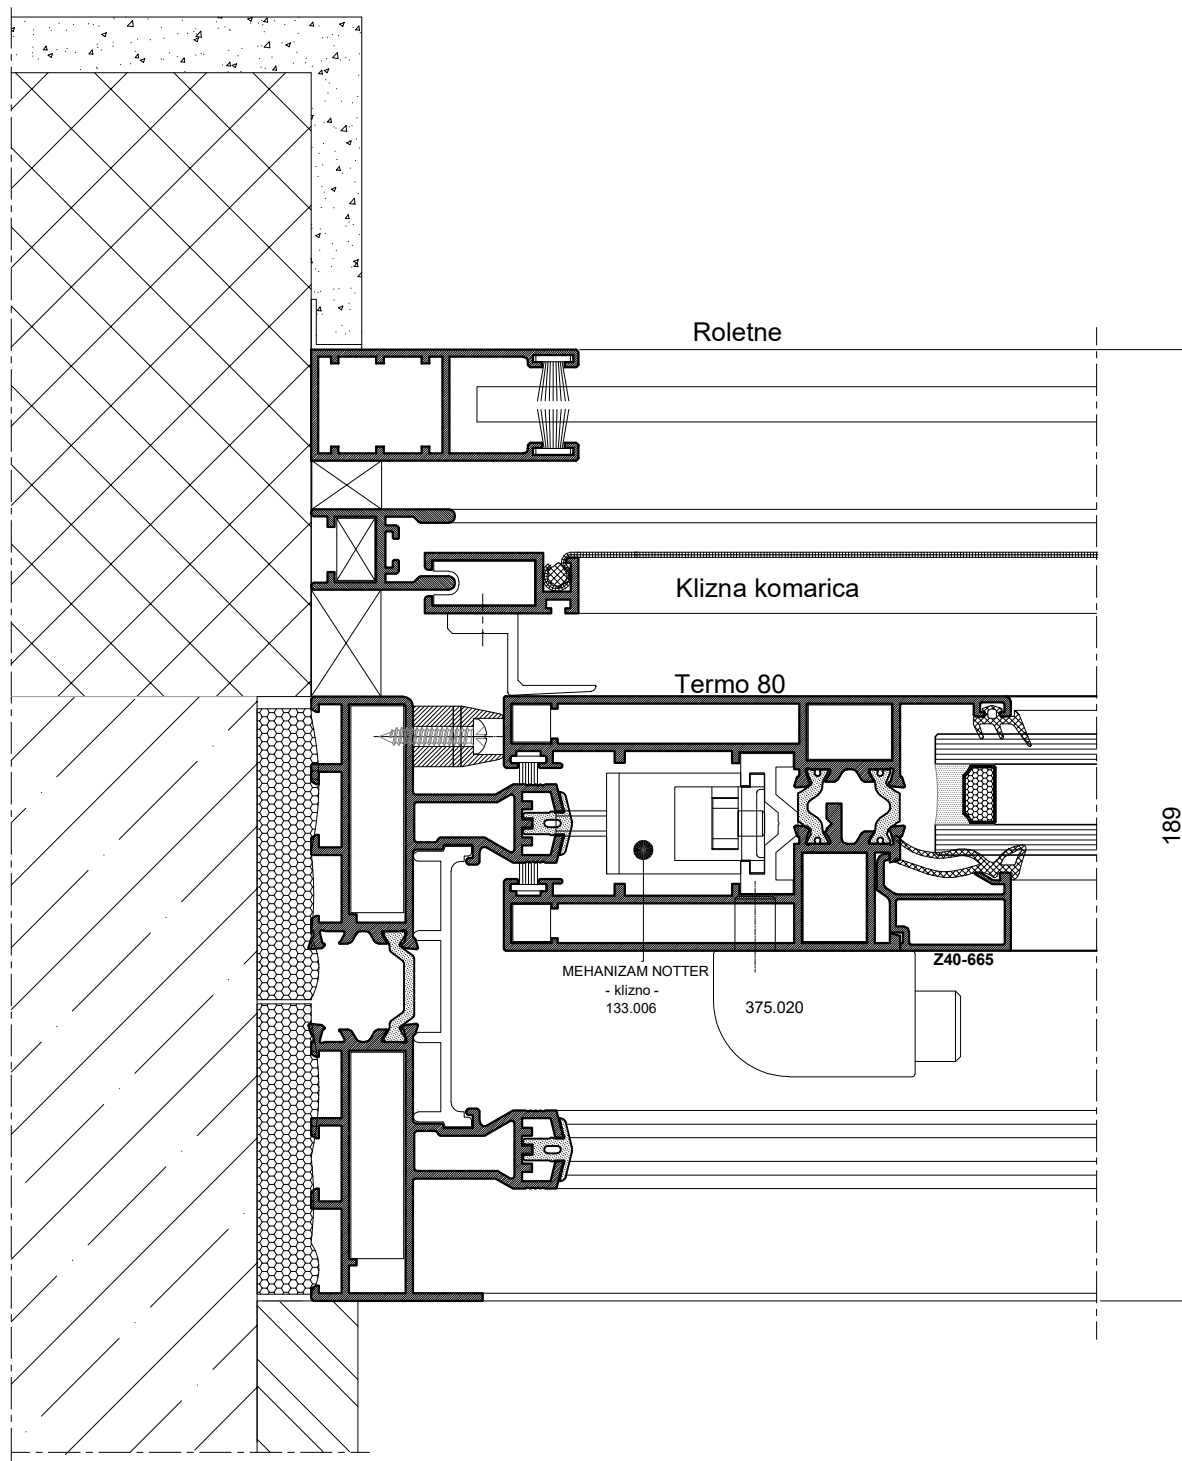 Roletne
Klizna komarica
Termo 80
189
Z40-665
MEHANIZAM NOTTER
- klizno -
133.006
375.020